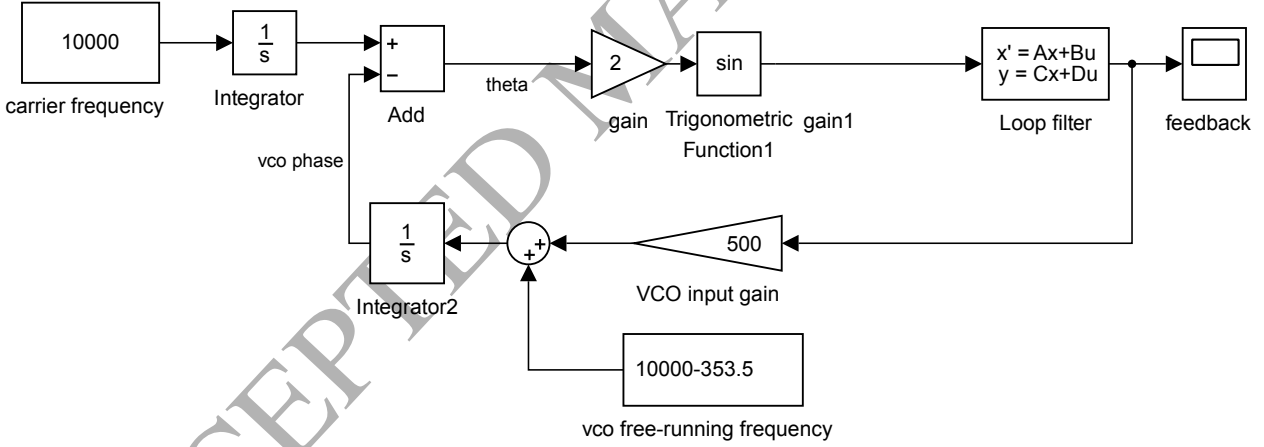 10000
carrier frequency
1
s
Integrator
+
−
Add
theta
2
gain
sin
Trigonometric
Function1
gain1
x' = Ax+Bu
y = Cx+Du
Loop filter
feedback
vco phase
1
s
Integrator2
+
+
500
VCO input gain
10000-353.5
vco free-running frequency